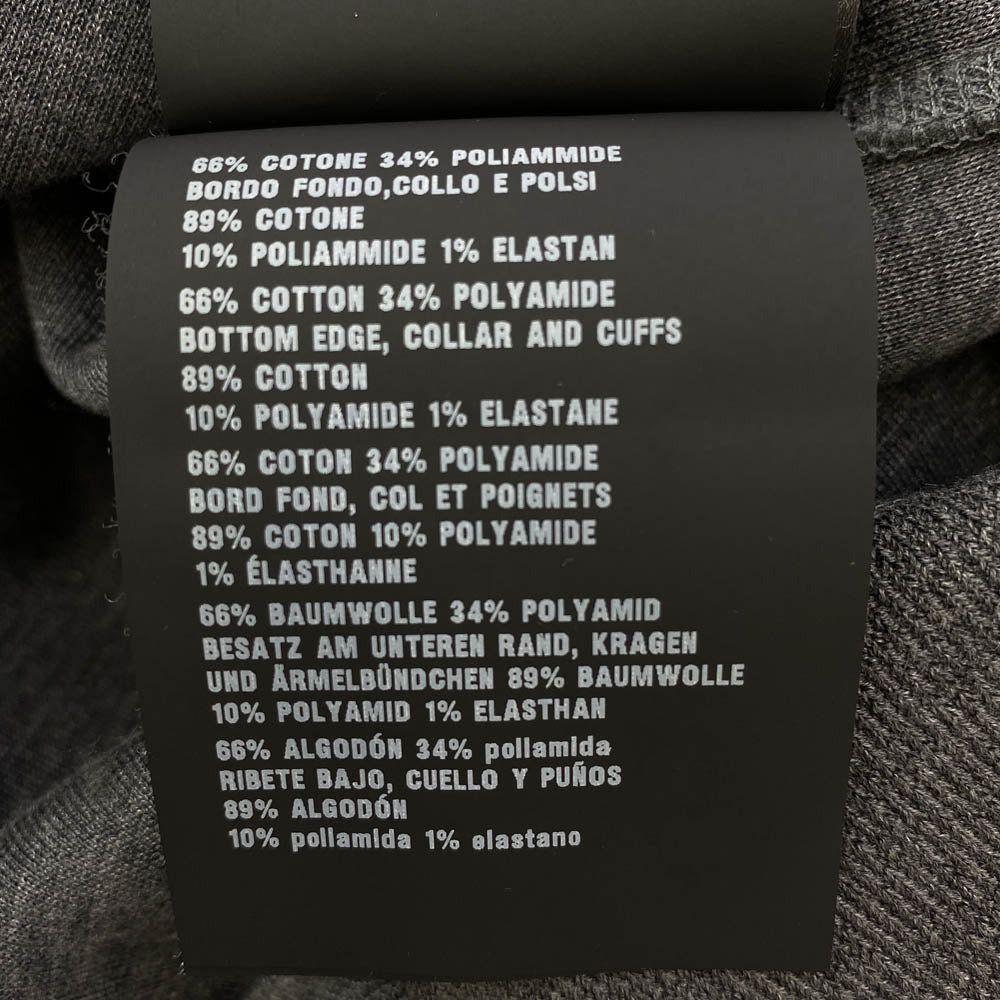 66% COTONE 34% POLIAMMIDE
BORDO FONDO,COLLO E POLSI
89% COTONE
10% POLIAMMIDE 1% ELASTAN
66% COTTON 34% POLYAMIDE
BOTTOM EDGE, COLLAR AND CUFFS
89% COTTON
10% POLYAMIDE 1% ELASTANE
66% COTON 34% POLYAMIDE
BORD FOND, COL ET POIGNETS
89% COTON 10% POLYAMIDE
1% ÉLASTHANNE
66% BAUMWOLLE 34% POLYAMID
BESATZ AM UNTEREN RAND, KRAGEN
UND ÄRMELBÜNDCHEN 89% BAUMWOLLE
10% POLYAMID 1% ELASTHAN
66% ALGODÓN 34% poliamida
RIBETE BAJO, CUELLO Y PUÑOS
89% ALGODÓN
10% poliamida 1% elastano